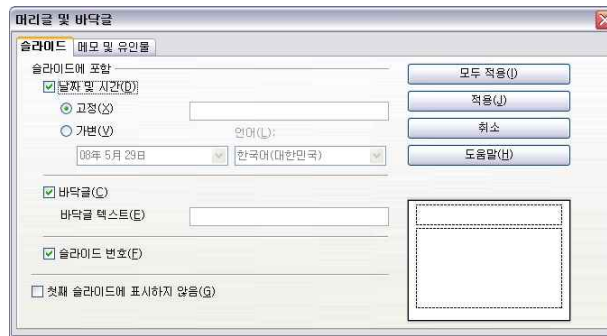 머리글 및 바닥글
슬라이드 메모 및 유인물
슬라이드에 포함
날짜 및 시간(D)
고정(X)
가변(V) 언어(L):
08年 5月 29日 한국어(대한민국)
바닥글(C)
바닥글 텍스트(E)
슬라이드 번호(F)
첫째 슬라이드에 표시하지 않음(G)
모두 적용(I)
적용(J)
취소
도움말(H)